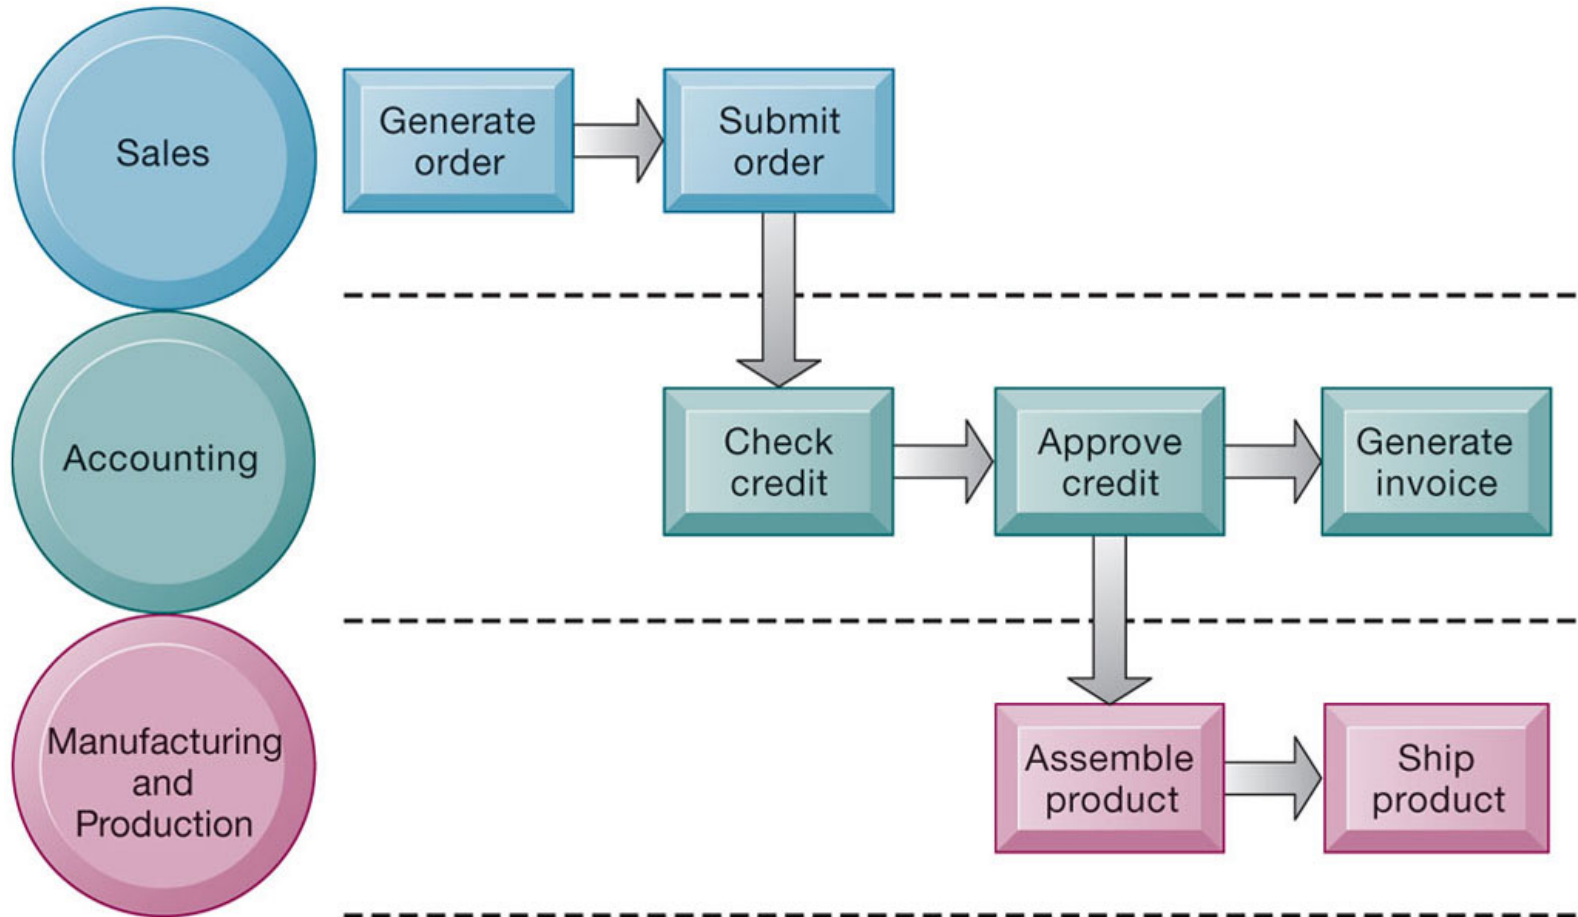 Sales
Generate
order
Submit
order
Accounting
Check
credit
Approve
credit
Generate
invoice
Manufacturing
and
Production
Assemble
product
Ship
product